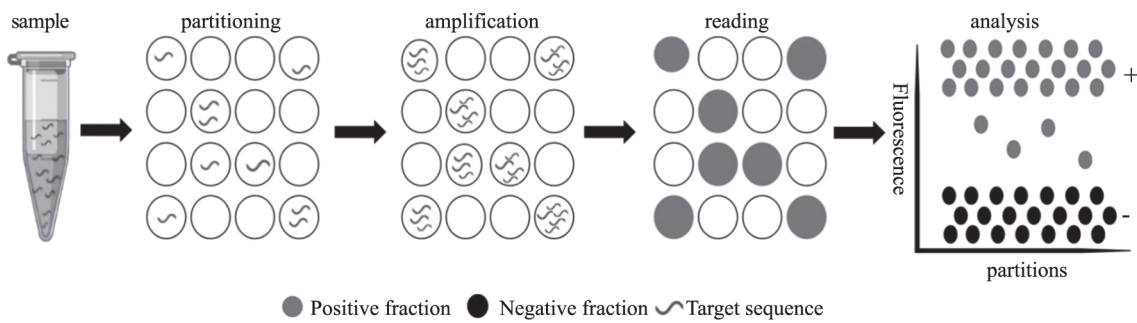 sample
partitioning
amplification
reading
analysis
Fluorescence
+
-
partitions
Positive fraction
Negative fraction
Target sequence